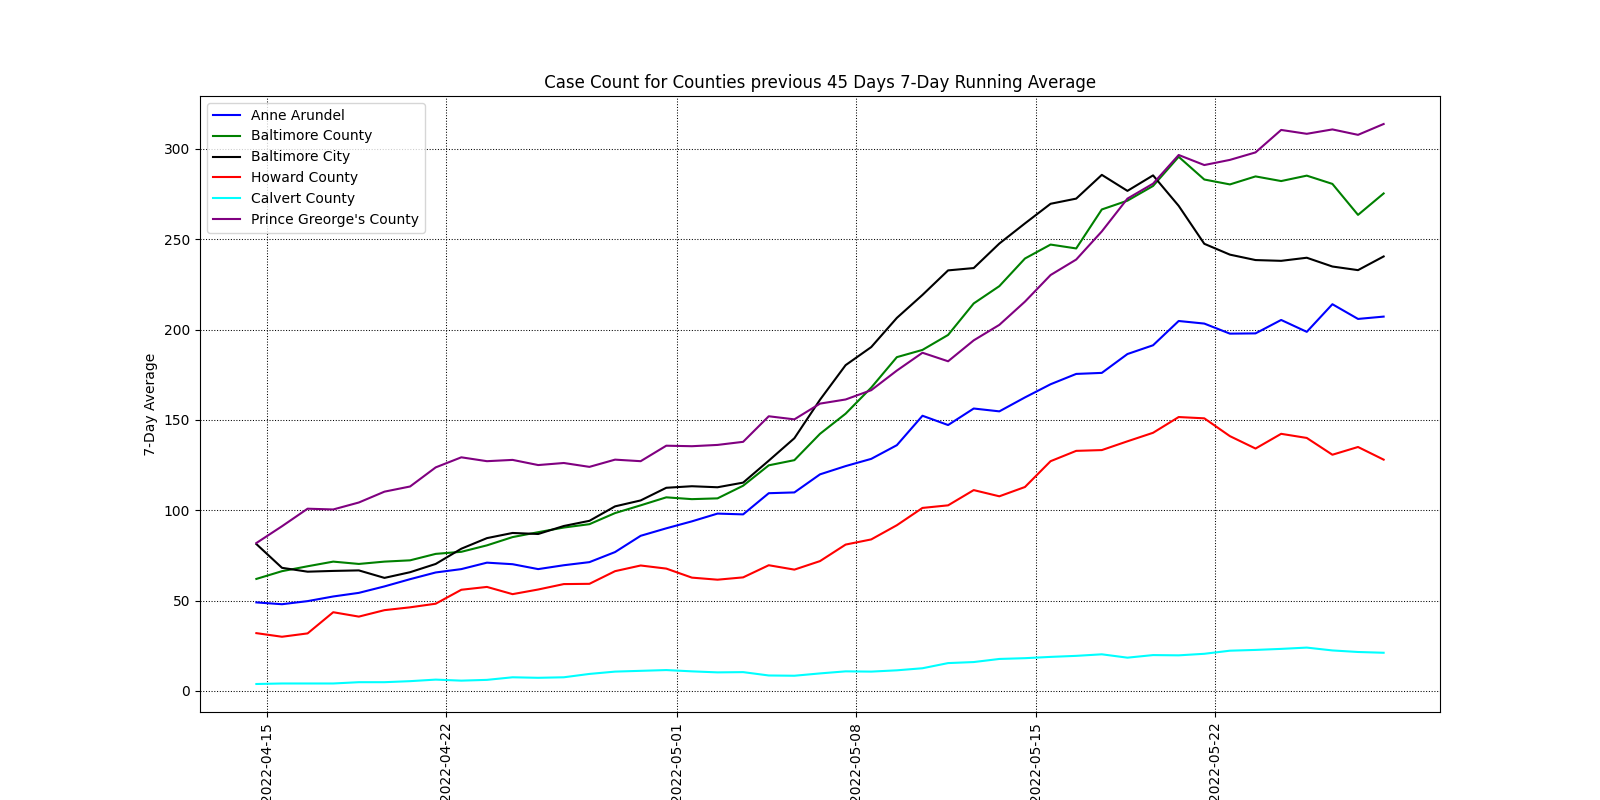 Case Count for Counties previous 45 Days 7-Day Running Average
Anne Arundel
Baltimore County
Baltimore City
Howard County
Calvert County
Prince Greorge's County
300
250
200
150
100
50
0
7-Day Average
2022-04-15
2022-04-22
2022-05-01
2022-05-08
2022-05-15
2022-05-22